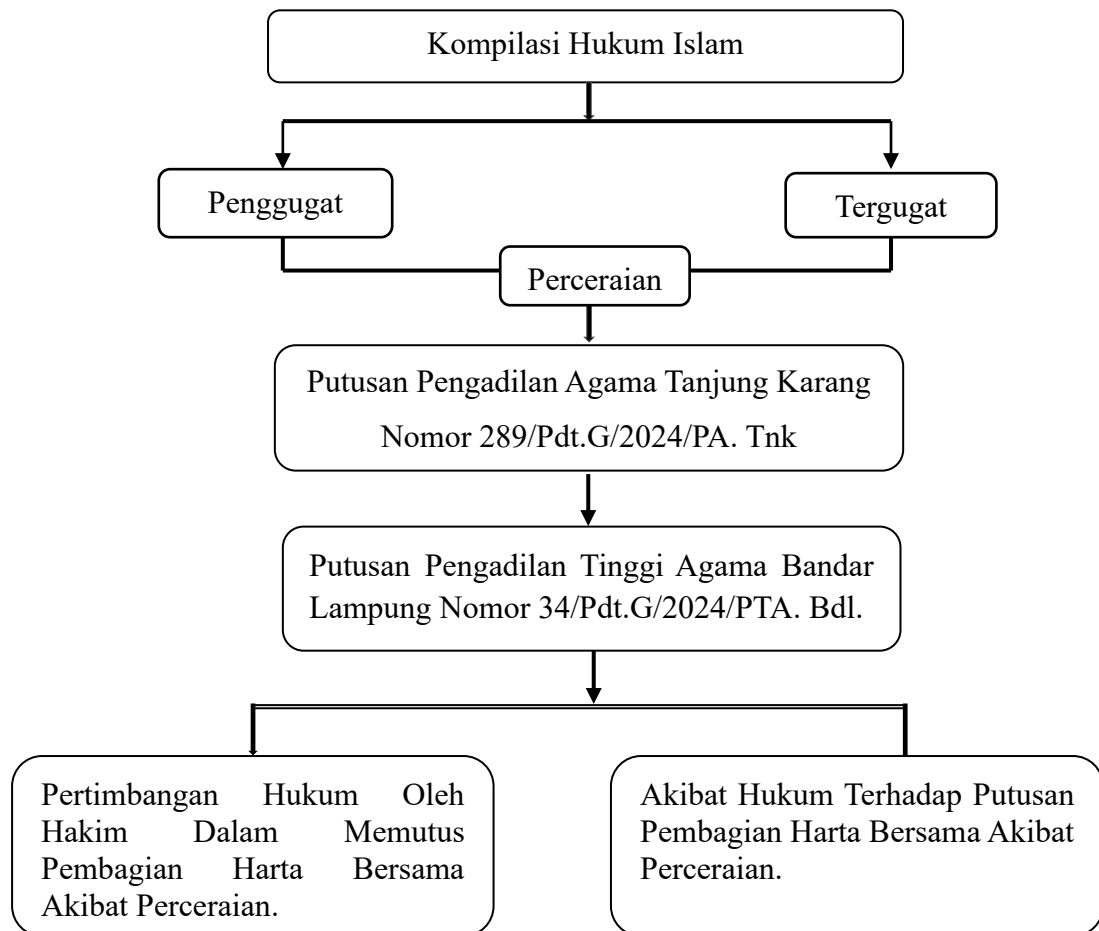 Kompilasi Hukum Islam
Penggugat
Tergugat
Perceraian
Putusan Pengadilan Agama Tanjung Karang
Nomor 289/Pdt.G/2024/PA. Tnk
Putusan Pengadilan Tinggi Agama Bandar
Lampung Nomor 34/Pdt.G/2024/PTA. Bdl.
Pertimbangan Hukum Oleh
Hakim Dalam Memutus
Pembagian Harta Bersama
Akibat Perceraian.
Akibat Hukum Terhadap Putusan
Pembagian Harta Bersama Akibat
Perceraian.